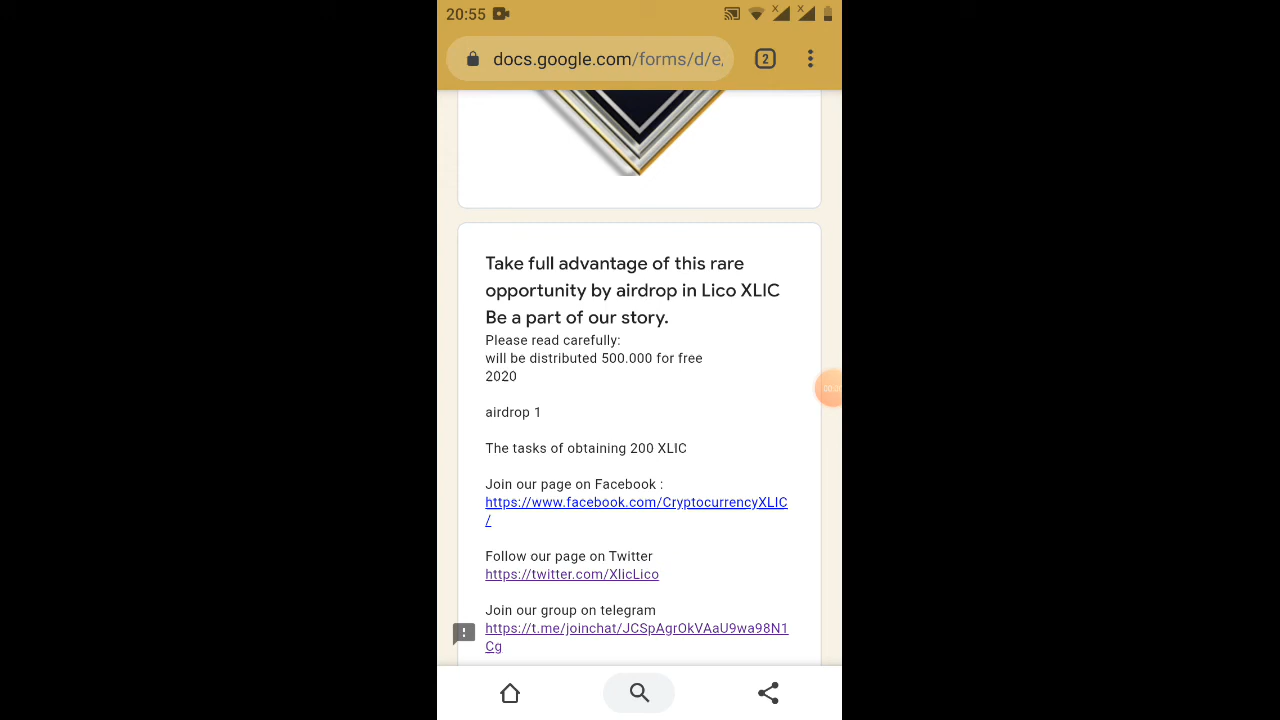 20:55
docs.google.com/forms/d/e
2
Take full advantage of this rare
opportunity by airdrop in Lico XLIC
Be a part of our story.
Please read carefully:
will be distributed 500.000 for free
2020
airdrop 1
The tasks of obtaining 200 XLIC
Join our page on Facebook :
https://www.facebook.com/CryptocurrencyXLIC
/
Follow our page on Twitter
https://twitter.com/XlicLico
Join our group on telegram
https://t.me/joinchat/JCSpAgrOkVAaU9wa98N1
Cg